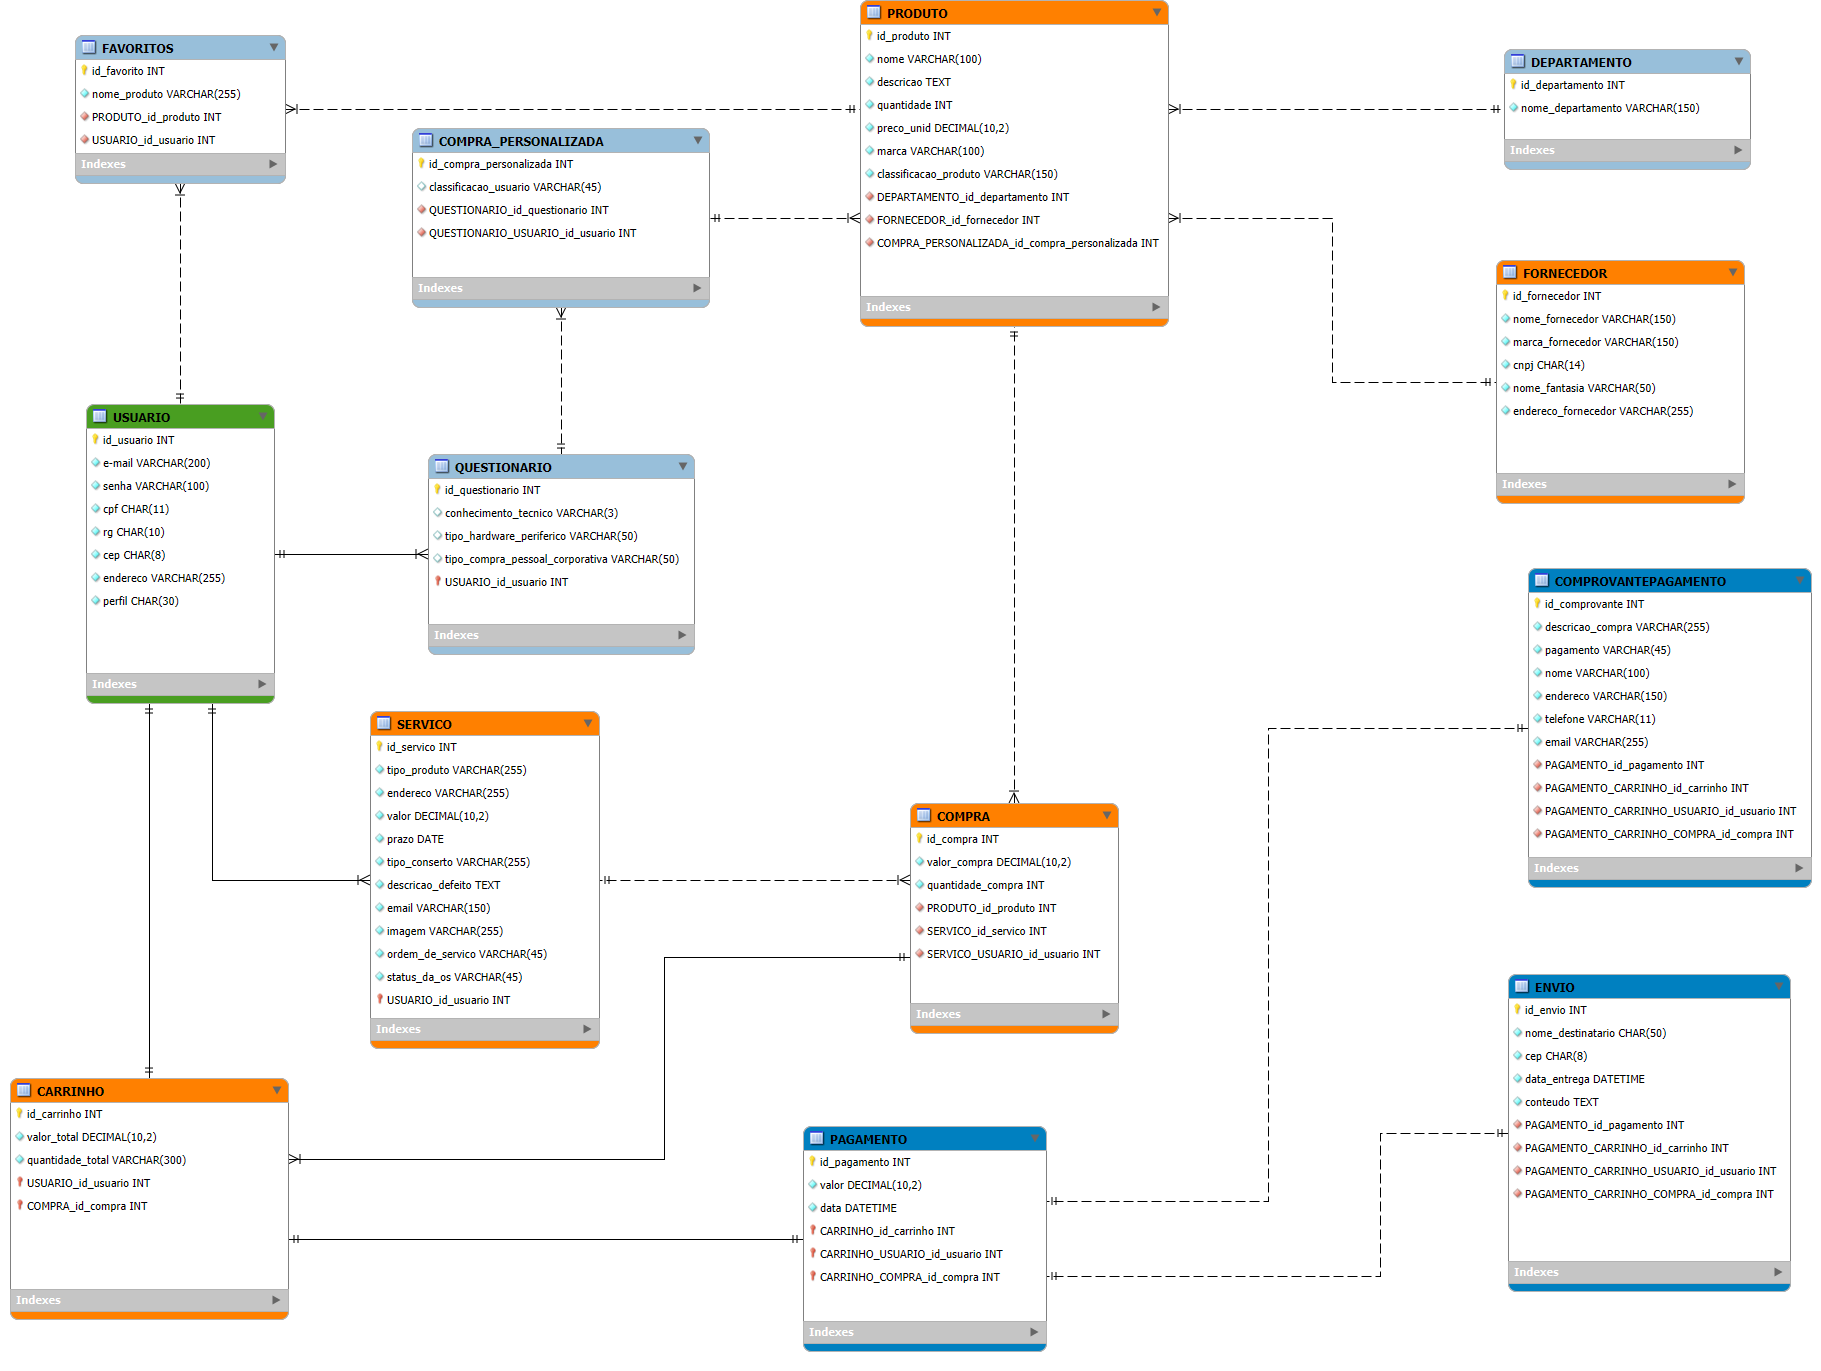 FAVORITOS
id_favorito INT
nome_produto VARCHAR(255)
PRODUTO_id_produto INT
USUARIO_id_usuario INT
Indexes
COMPRA_PERSONALIZADA
id_compra_personalizada INT
classificacao_usuario VARCHAR(45)
QUESTIONARIO_id_questionario INT
QUESTIONARIO_USUARIO_id_usuario INT
Indexes
PRODUTO
id_produto INT
nome VARCHAR(100)
descricao TEXT
quantidade INT
preco_unid DECIMAL(10,2)
marca VARCHAR(100)
classificacao_produto VARCHAR(150)
DEPARTAMENTO_id_departamento INT
FORNECEDOR_id_fornecedor INT
COMPRA_PERSONALIZADA_id_compra_personalizada INT
Indexes
DEPARTAMENTO
id_departamento INT
nome_departamento VARCHAR(150)
Indexes
FORNECEDOR
id_fornecedor INT
nome_fornecedor VARCHAR(150)
marca_fornecedor VARCHAR(150)
cnpj CHAR(14)
nome_fantasia VARCHAR(50)
endereco_fornecedor VARCHAR(255)
Indexes
USUARIO
id_usuario INT
e-mail VARCHAR(200)
senha VARCHAR(100)
cpf CHAR(11)
rg CHAR(10)
cep CHAR(8)
endereco VARCHAR(255)
perfil CHAR(30)
Indexes
QUESTIONARIO
id_questionario INT
conhecimento_tecnico VARCHAR(3)
tipo_hardware_periferico VARCHAR(50)
tipo_compra_pessoal_corporativa VARCHAR(50)
USUARIO_id_usuario INT
Indexes
COMPROVANTEPAGAMENTO
id_comprovante INT
descricao_compra VARCHAR(255)
pagamento VARCHAR(45)
nome VARCHAR(100)
endereco VARCHAR(150)
telefone VARCHAR(11)
email VARCHAR(255)
PAGAMENTO_id_pagamento INT
PAGAMENTO_CARRINHO_id_carrinho INT
PAGAMENTO_CARRINHO_USUARIO_id_usuario INT
PAGAMENTO_CARRINHO_COMPRA_id_compra INT
Indexes
SERVICO
id_servico INT
tipo_produto VARCHAR(255)
endereco VARCHAR(255)
valor DECIMAL(10,2)
prazo DATE
tipo_conserto VARCHAR(255)
descricao_defeito TEXT
email VARCHAR(150)
imagem VARCHAR(255)
ordem_de_servico VARCHAR(45)
status_da_os VARCHAR(45)
USUARIO_id_usuario INT
Indexes
COMPRA
id_compra INT
valor_compra DECIMAL(10,2)
quantidade_compra INT
PRODUTO_id_produto INT
SERVICO_id_servico INT
SERVICO_USUARIO_id_usuario INT
Indexes
ENVIO
id_envio INT
nome_destinatario CHAR(50)
cep CHAR(8)
data_entrega DATETIME
conteudo TEXT
PAGAMENTO_id_pagamento INT
PAGAMENTO_CARRINHO_id_carrinho INT
PAGAMENTO_CARRINHO_USUARIO_id_usuario INT
PAGAMENTO_CARRINHO_COMPRA_id_compra INT
Indexes
CARRINHO
id_carrinho INT
valor_total DECIMAL(10,2)
quantidade_total VARCHAR(300)
USUARIO_id_usuario INT
COMPRA_id_compra INT
Indexes
PAGAMENTO
id_pagamento INT
valor DECIMAL(10,2)
data DATETIME
CARRINHO_id_carrinho INT
CARRINHO_USUARIO_id_usuario INT
CARRINHO_COMPRA_id_compra INT
Indexes